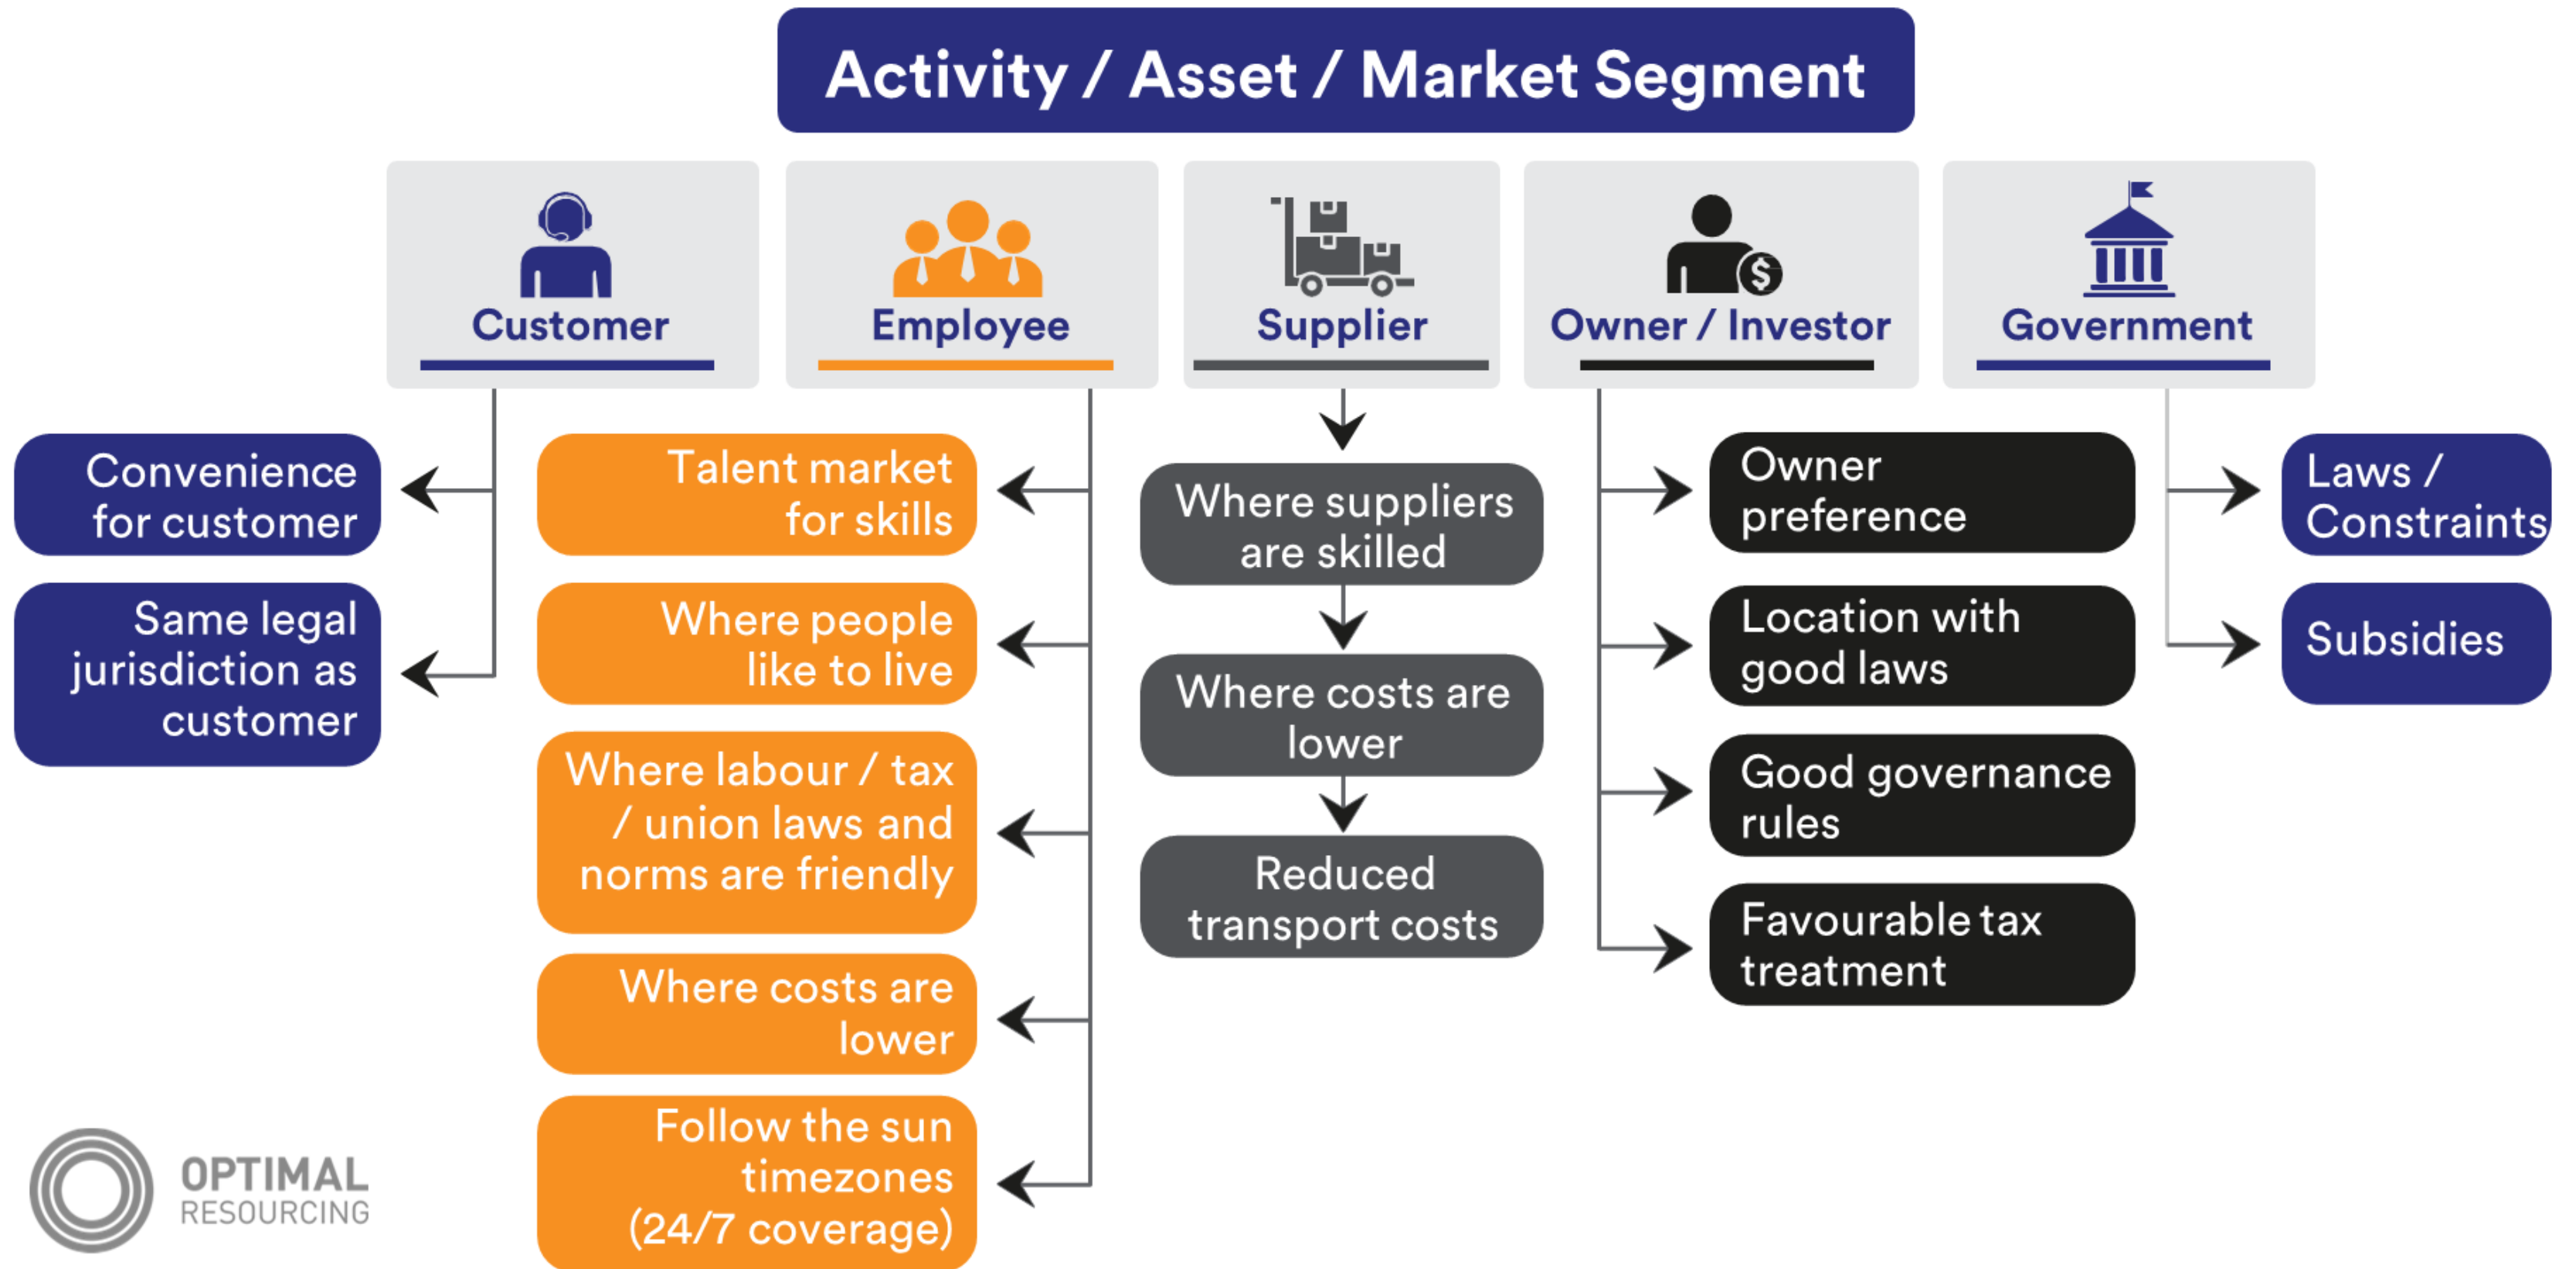 Activity / Asset / Market Segment
Customer
Employee
Supplier
Owner / Investor
Government
Convenience
for customer
Same legal
jurisdiction as
customer
Talent market
for skills
Where people
like to live
Where labour / tax
/ union laws and
norms are friendly
Where costs are
lower
Follow the sun
timezones
(24/7 coverage)
Where suppliers
are skilled
Where costs are
lower
Reduced
transport costs
Owner
preference
Location with
good laws
Good governance
rules
Favourable tax
treatment
Laws /
Constraints
Subsidies
OPTIMAL
RESOURCING